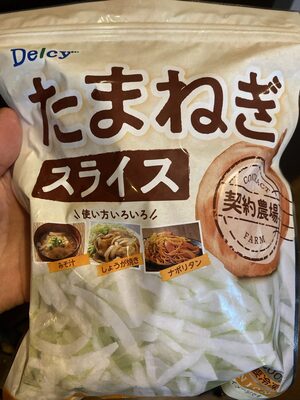 Delcy
たまねぎ
スライス
使い方いろいろ
みそ汁
しょうが焼き
ナポリタン
契約農場
FARM